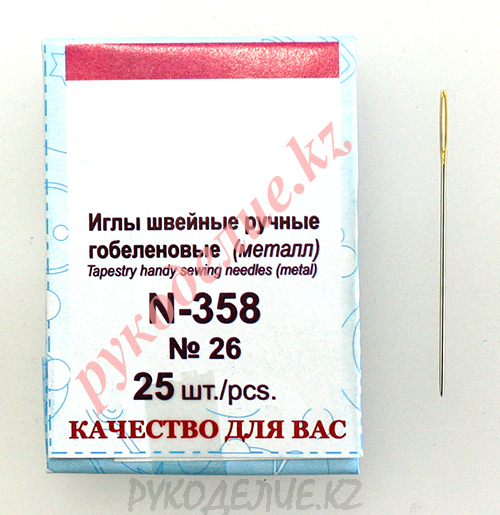 Иглы швейные ручные
гобеленовые (металл)
Tapestry handy sewing needles (metal)
N-358
№ 26
25 шт./pcs.
КАЧЕСТВО ДЛЯ ВАС
рукоделие.kz
РУКОДЕЛИЕ.KZ